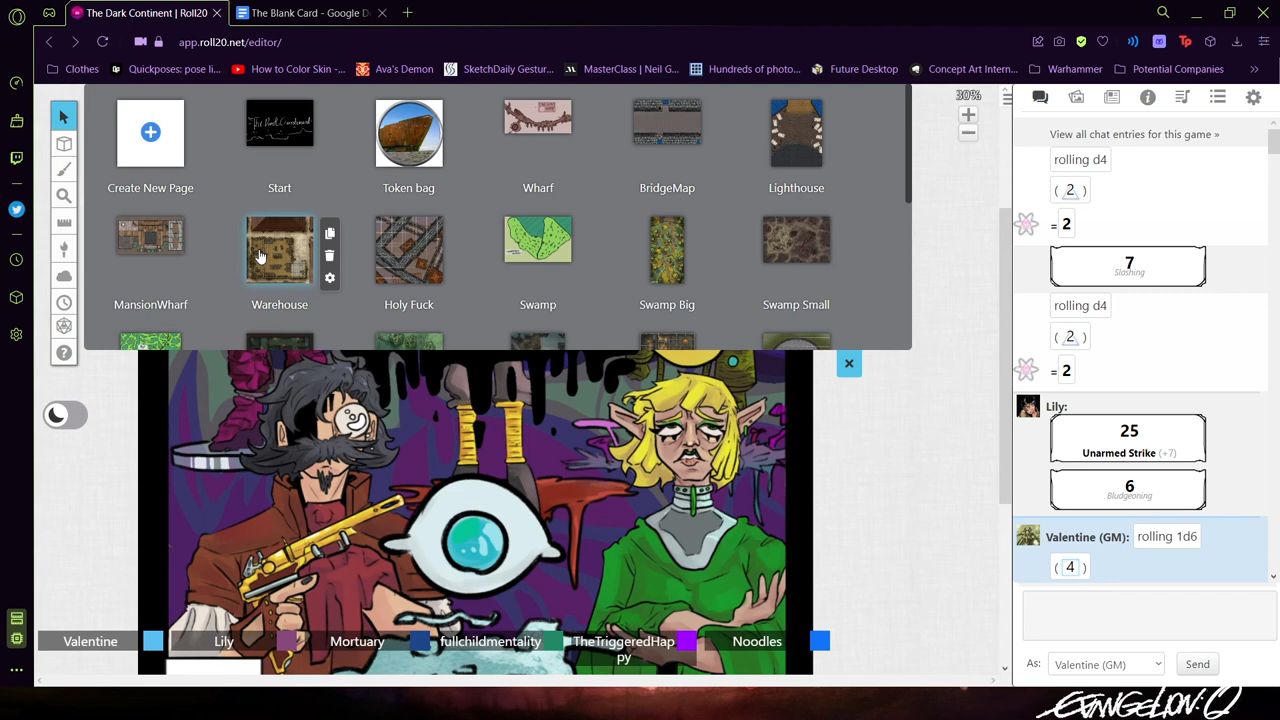 The Dark Continent | Roll20
The Blank Card - Google D
app.roll20.net/editor/
Clothes
Quickposes: pose li...
How to Color Skin -...
Ava's Demon
SketchDaily Gestur...
MasterClass | Neil G...
Hundreds of photo...
Future Desktop
Concept Art Intern...
Warhammer
Potential Companies
»
30%
View all chat entries for this game »
Create New Page
Start
Token bag
Wharf
BridgeMap
Lighthouse
MansionWharf
Warehouse
Holy Fuck
Swamp
Swamp Big
Swamp Small
rolling d4
( 2 )
= 2
7
Slashing
rolling d4
( 2 )
= 2
Lily:
25
Unarmed Strike (+7)
6
Bludgeoning
Valentine (GM): rolling 1d6
( 4 )
Valentine
Lily
Mortuary
fullchildmentality
TheTriggeredHap
py
Noodles
As:
Valentine (GM)
Send